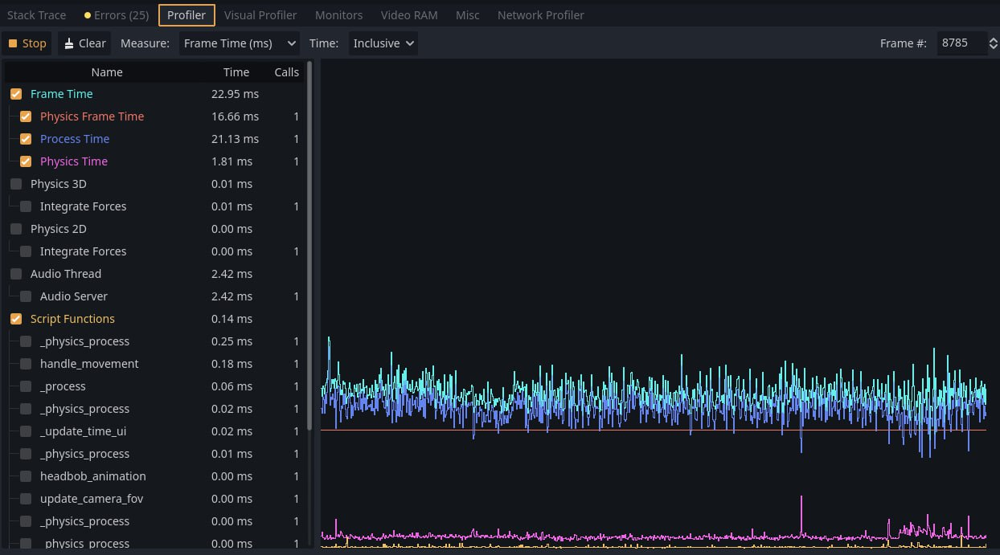 Stack Trace Errors (25) Profiler Visual Profiler Monitors Video RAM Misc Network Profiler
Stop Clear Measure: Frame Time (ms) Time: Inclusive Frame #: 8785
Name Time Calls
Frame Time 22.95 ms
Physics Frame Time 16.66 ms 1
Process Time 21.13 ms 1
Physics Time 1.81 ms 1
Physics 3D 0.01 ms
Integrate Forces 0.01 ms 1
Physics 2D 0.00 ms
Integrate Forces 0.00 ms 1
Audio Thread 2.42 ms
Audio Server 2.42 ms 1
Script Functions 0.14 ms
_physics_process 0.25 ms 1
handle_movement 0.18 ms 1
_process 0.06 ms 1
_physics_process 0.02 ms 1
_update_time_ui 0.02 ms 1
_physics_process 0.01 ms 1
headbob_animation 0.00 ms 1
update_camera_fov 0.00 ms 1
_physics_process 0.00 ms 1
_physics_process 0.00 ms 1